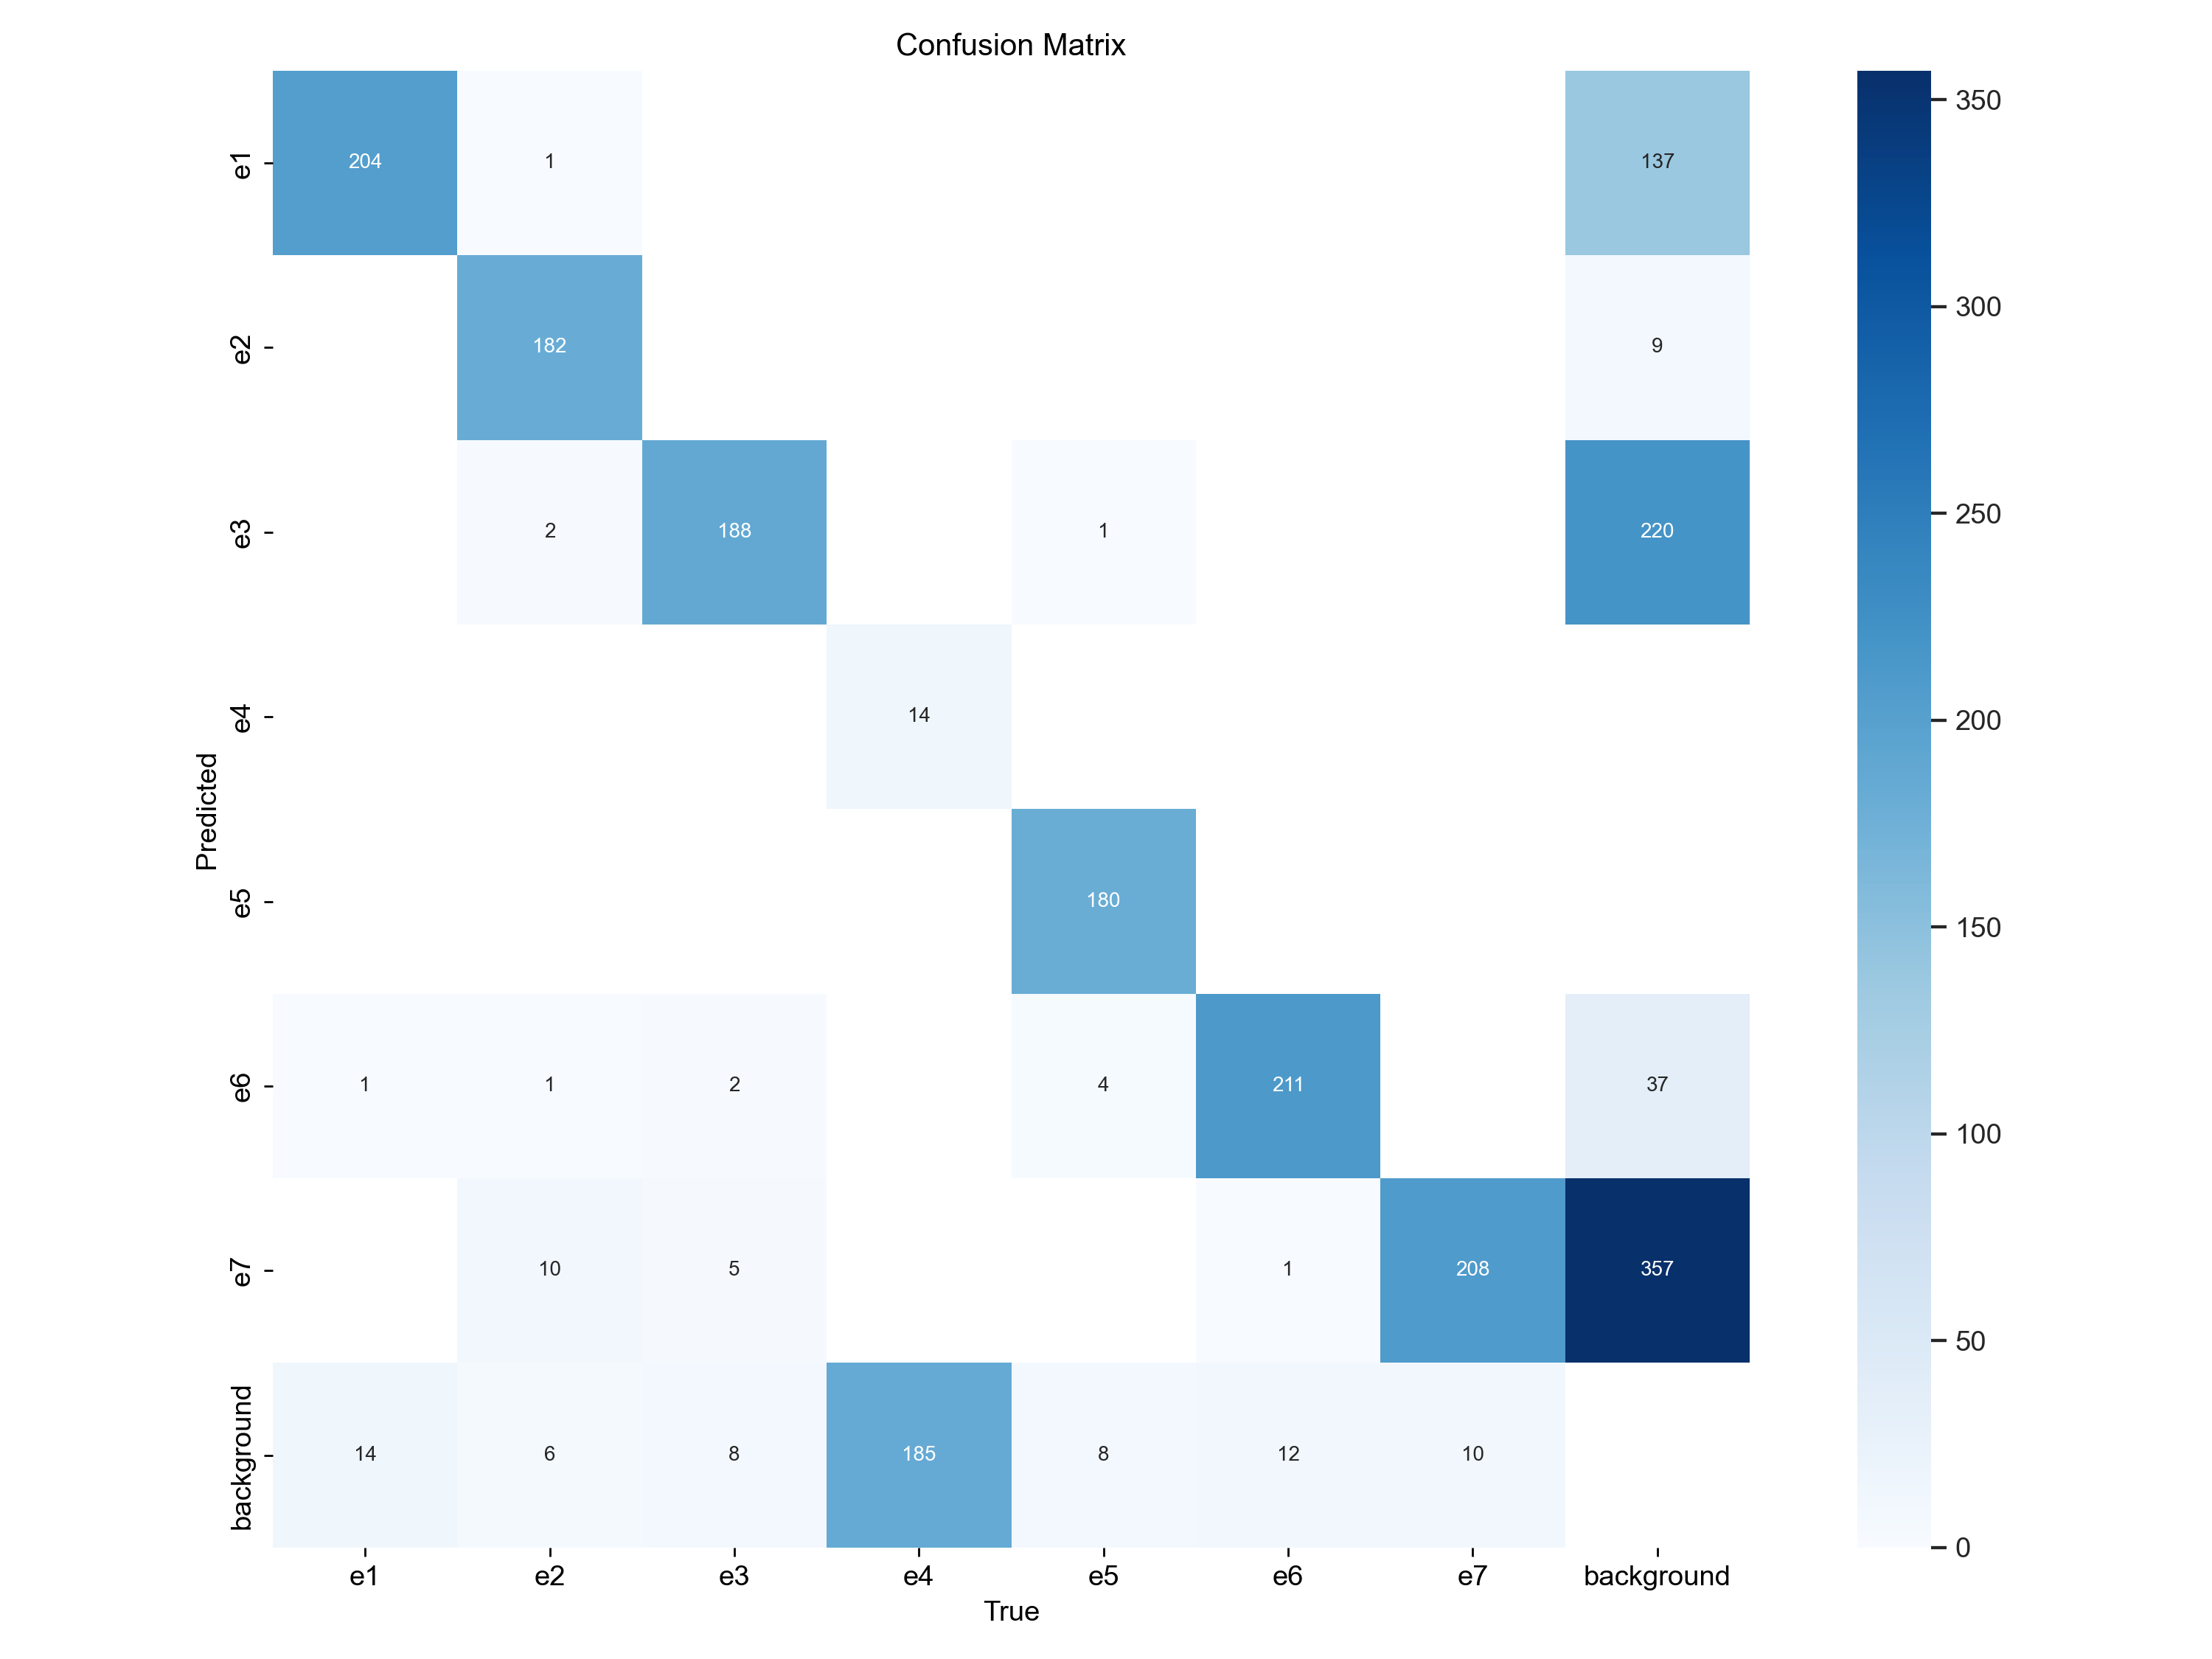 Confusion Matrix
e1 204 1 137 350
300
e2 182 9
250
e3 2 188 1 220
200
e4 14
Predicted
150
e5 180
e6 1 1 2 4 211 37
100
e7 10 5 1 208 357
50
background 14 6 8 185 8 12 10
0
e1 e2 e3 e4 e5 e6 e7 background
True